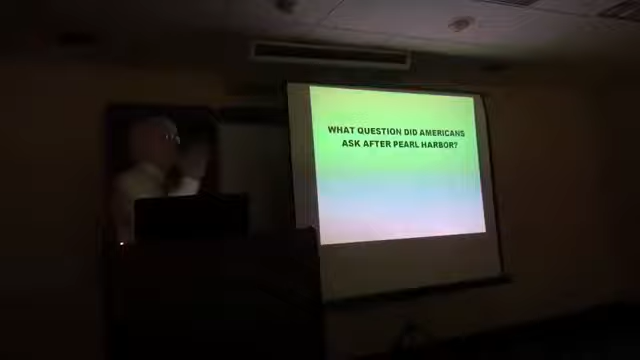 WHAT QUESTION DID AMERICANS
ASK AFTER PEARL HARBOR?